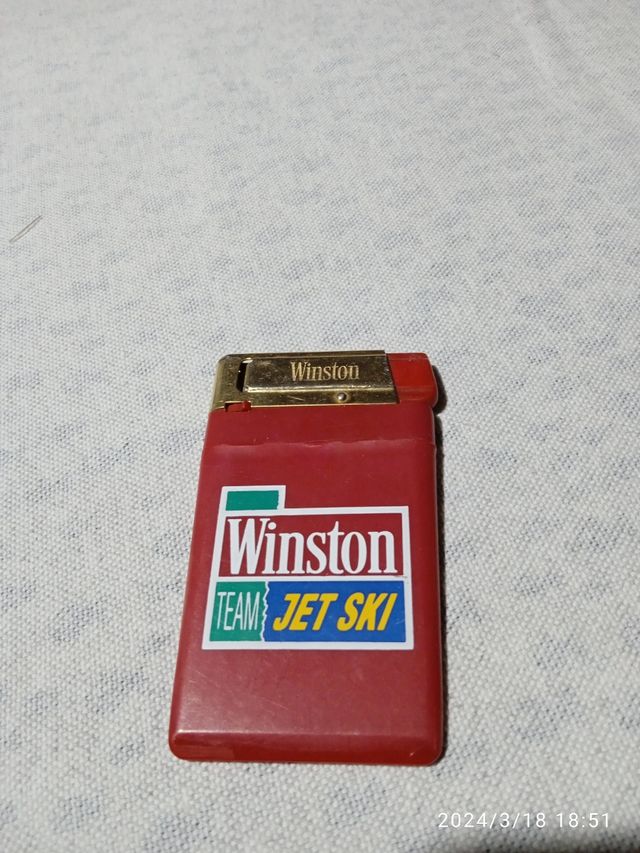 Winston
Winston
TEAM JET SKI
2024/3/18 18:51